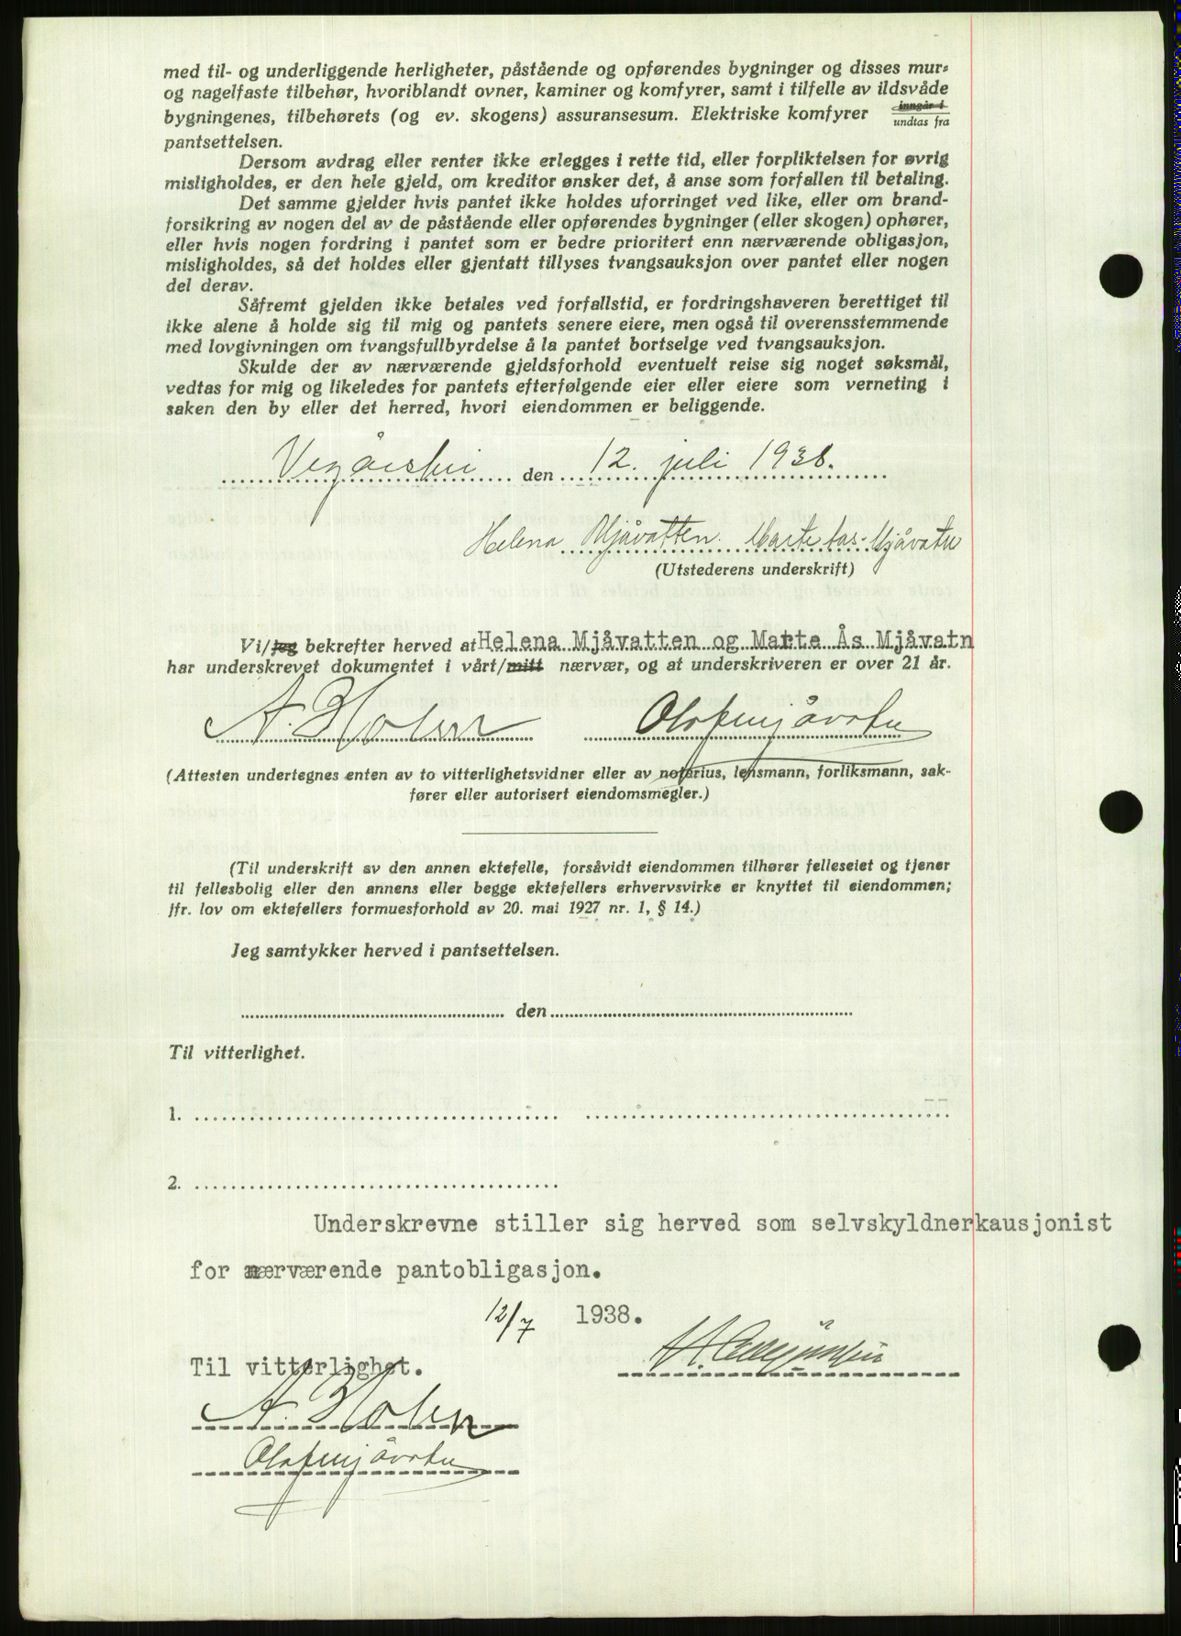 med til- og underliggende herligheter, påstående og opførendes bygninger og disses mur-
og nagelfaste tilbehør, hvoriblandt ovner, kaminer og komfyrer, samt i tilfelle av ildsvåde
bygningenes, tilbehørets (og ev. skogens) assuransesum. Elektriske komfyrer inngår i undtas fra
pantsettelsen.
Dersom avdrag eller renter ikke erlegges i rette tid, eller forpliktelsen for øvrig
misligholdes, er den hele gjeld, om kreditor ønsker det, å anse som forfallen til betaling.
Det samme gjelder hvis pantet ikke holdes uforringet ved like, eller om brand-
forsikring av nogen del av de påstående eller opførendes bygninger (eller skogen) ophører,
eller hvis nogen fordring i pantet som er bedre prioritert enn nærværende obligasjon,
misligholdes, så det holdes eller gjentatt tillyses tvangsauksjon over pantet eller nogen
del derav.
Såfremt gjelden ikke betales ved forfallstid, er fordringshaveren berettiget til
ikke alene å holde sig til mig og pantets senere eiere, men også til overensstemmende
med lovgivningen om tvangsfullbyrdelse å la pantet bortselge ved tvangsauksjon.
Skulde der av nærværende gjeldsforhold eventuelt reise sig noget søksmål,
vedtas for mig og likeledes for pantets efterfølgende eier eller eiere som verneting i
saken den by eller det herred, hvori eiendommen er beliggende.
Vegårshei den 12. juli 1938.
Helena Mjåvatten. Marte Aas-Mjåvatn
(Utstederens underskrift)
Vi/jeg bekrefter herved at Helena Mjåvatten og Marte Ås Mjåvatn
har underskrevet dokumentet i vårt/mitt nærvær, og at underskriveren er over 21 år.
A. Holen Olaf Mjåvatn
(Attesten undertegnes enten av to vitterlighetsvidner eller av notarius, lensmann, forliksmann, sak-
fører eller autorisert eiendomsmegler.)
(Til underskrift av den annen ektefelle, forsåvidt eiendommen tilhører felleseiet og tjener
til fellesbolig eller den annens eller begge ektefellers erhvervsvirke er knyttet til eiendommen;
jfr. lov om ektefellers formuesforhold av 20. mai 1927 nr. 1, § 14.)
Jeg samtykker herved i pantsettelsen.
den
Til vitterlighet.
1.
2.
Underskrevne stiller sig herved som selvskyldnerkausjonist
for nærværende pantobligasjon.
12/7 1938.
Til vitterlighet.
A. Holen
Olaf Mjåvatn